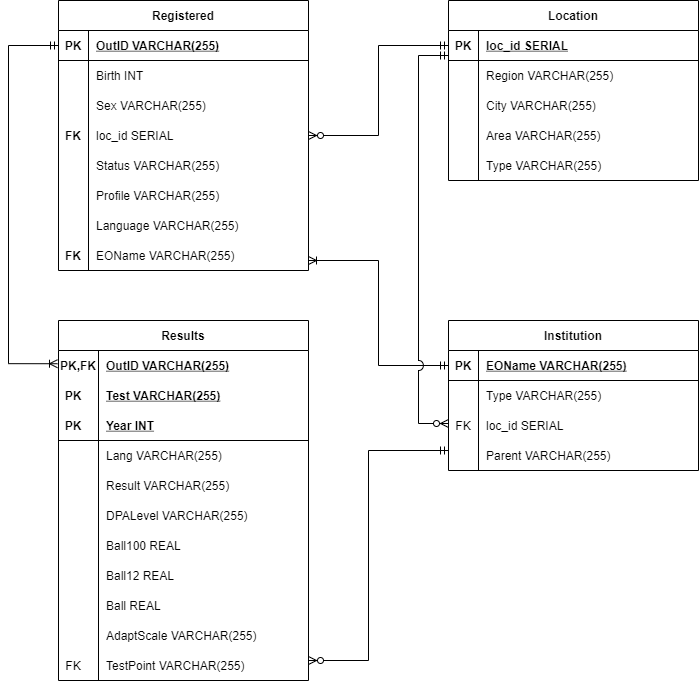 Registered
PK OutID VARCHAR(255)
Birth INT
Sex VARCHAR(255)
FK loc_id SERIAL
Status VARCHAR(255)
Profile VARCHAR(255)
Language VARCHAR(255)
FK EOName VARCHAR(255)
Location
PK loc_id SERIAL
Region VARCHAR(255)
City VARCHAR(255)
Area VARCHAR(255)
Type VARCHAR(255)
Results
PK,FK OutID VARCHAR(255)
PK Test VARCHAR(255)
PK Year INT
Lang VARCHAR(255)
Result VARCHAR(255)
DPALevel VARCHAR(255)
Ball100 REAL
Ball12 REAL
Ball REAL
AdaptScale VARCHAR(255)
FK TestPoint VARCHAR(255)
Institution
PK EOName VARCHAR(255)
Type VARCHAR(255)
FK loc_id SERIAL
Parent VARCHAR(255)